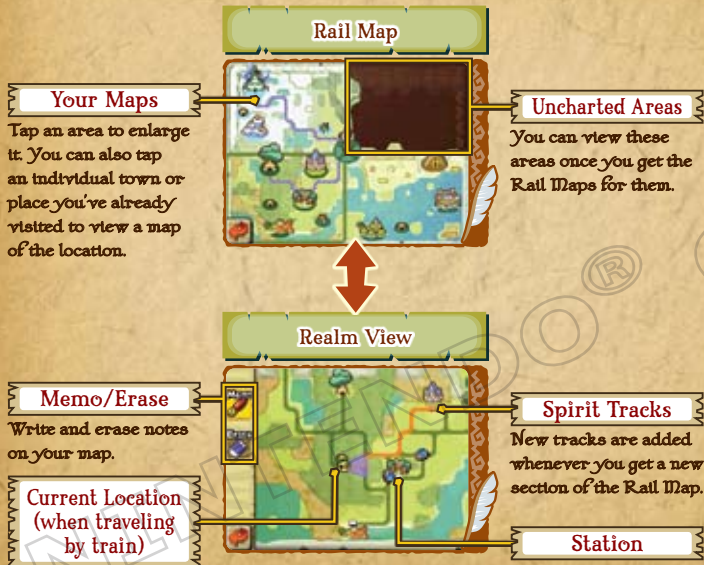 Rail Map
Your Maps
Tap an area to enlarge
it. You can also tap
an individual town or
place you've already
visited to view a map
of the location.
Uncharted Areas
You can view these
areas once you get the
Rail Maps for them.
Realm View
Memo/Erase
Write and erase notes
on your map.
Current Location
(when traveling
by train)
Spirit Tracks
New tracks are added
whenever you get a new
section of the Rail Map.
Station
Memo
Erase
NINTENDO®